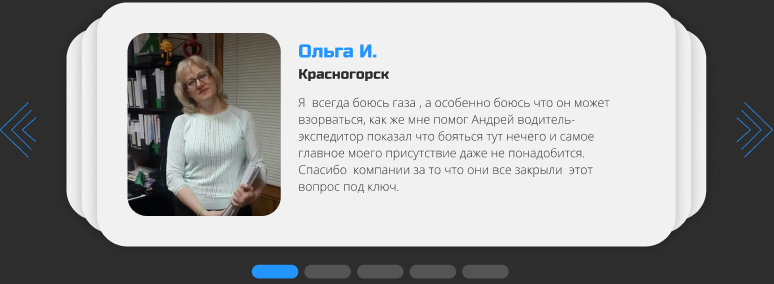 Ольга И.
Красногорск
Я всегда боюсь газа , а особенно боюсь что он может
взорваться, как же мне помог Андрей водитель-
экспедитор показал что бояться тут нечего и самое
главное моего присутствие даже не понадобится.
Спасибо компании за то что они все закрыли этот
вопрос под ключ.